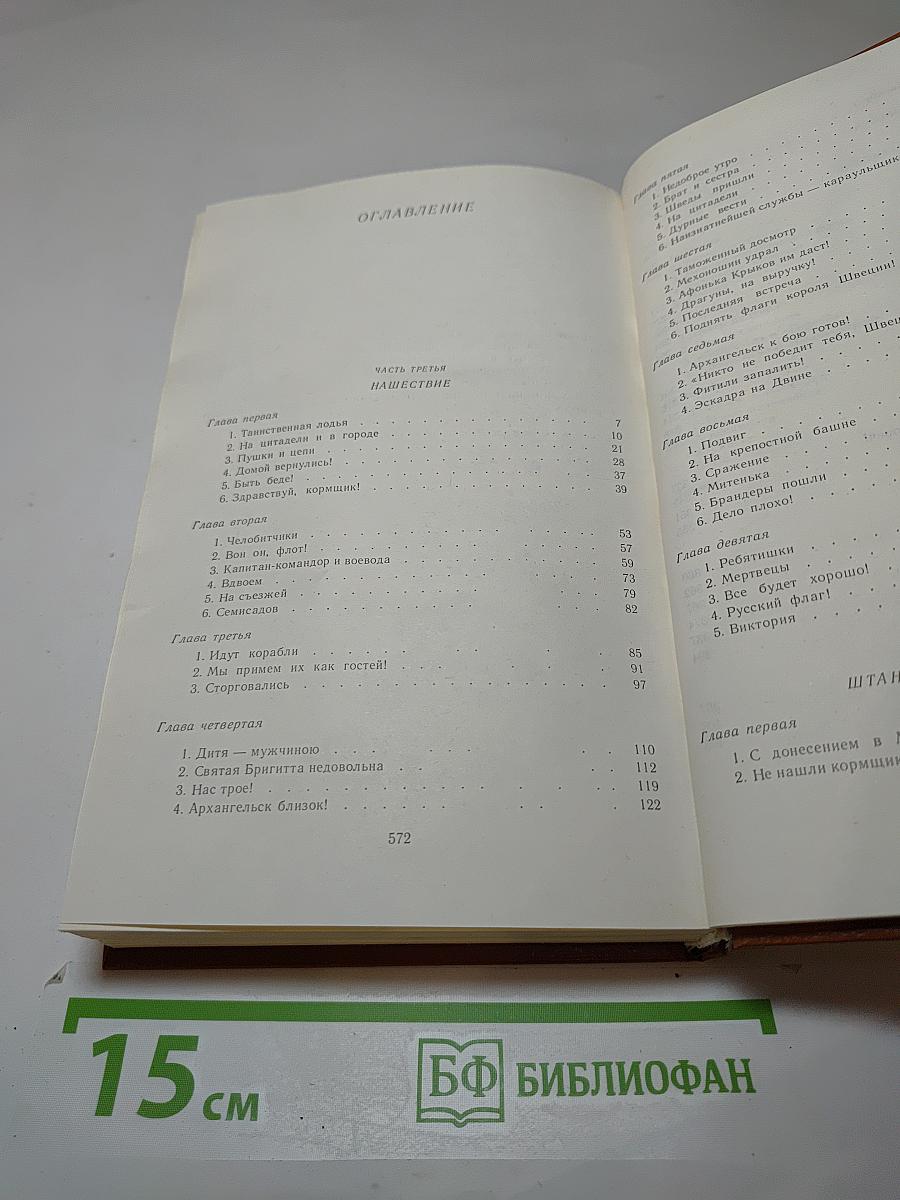 ОГЛАВЛЕНИЕ
ЧАСТЬ ТРЕТЬЯ
НАШЕСТВИЕ
Глава первая
1. Таинственная лодья . . . 7
2. На цитадели и в городе . . . 10
3. Пушки и цепи . . . 21
4. Домой вернулись! . . . 28
5. Быть беде! . . . 37
6. Здравствуй, кормщик! . . . 39
Глава вторая
1. Челобитчики . . . 53
2. Вон он, флот! . . . 57
3. Капитан-командор и воевода . . . 59
4. Вдвоем . . . 73
5. На съезжей . . . 79
6. Семисадов . . . 82
Глава третья
1. Идут корабли . . . 85
2. Мы примем их как гостей! . . . 91
3. Сторговались . . . 97
Глава четвертая
1. Дитя — мужчиною . . . 110
2. Святая Бригитта недовольна . . . 112
3. Нас трое! . . . 119
4. Архангельск близок! . . . 122
572
Глава пятая
1. Недоброе утро
2. Брат и сестра
3. Шведы пришли
4. На цитадели
5. Дурные вести
6. Наизнатнейшей службы — караульщик
Глава шестая
1. Таможенный досмотр
2. Мехоношин удрал
3. Афонька Крыков им даст!
4. Драгуны, на выручку!
5. Последняя встреча
6. Поднять флаги короля Швеции!
Глава седьмая
1. Архангельск к бою готов!
2. «Никто не победит тебя, Швец
3. Фитили запалить!
4. Эскадра на Двине
Глава восьмая
1. Подвиг
2. На крепостной башне
3. Сражение
4. Митенька
5. Брандеры пошли
6. Дело плохо!
Глава девятая
1. Ребятишки
2. Мертвецы
3. Все будет хорошо!
4. Русский флаг!
5. Виктория
ШТАН
Глава первая
1. С донесением в М
2. Не нашли кормщик
15 см
БФ БИБЛИОФАН